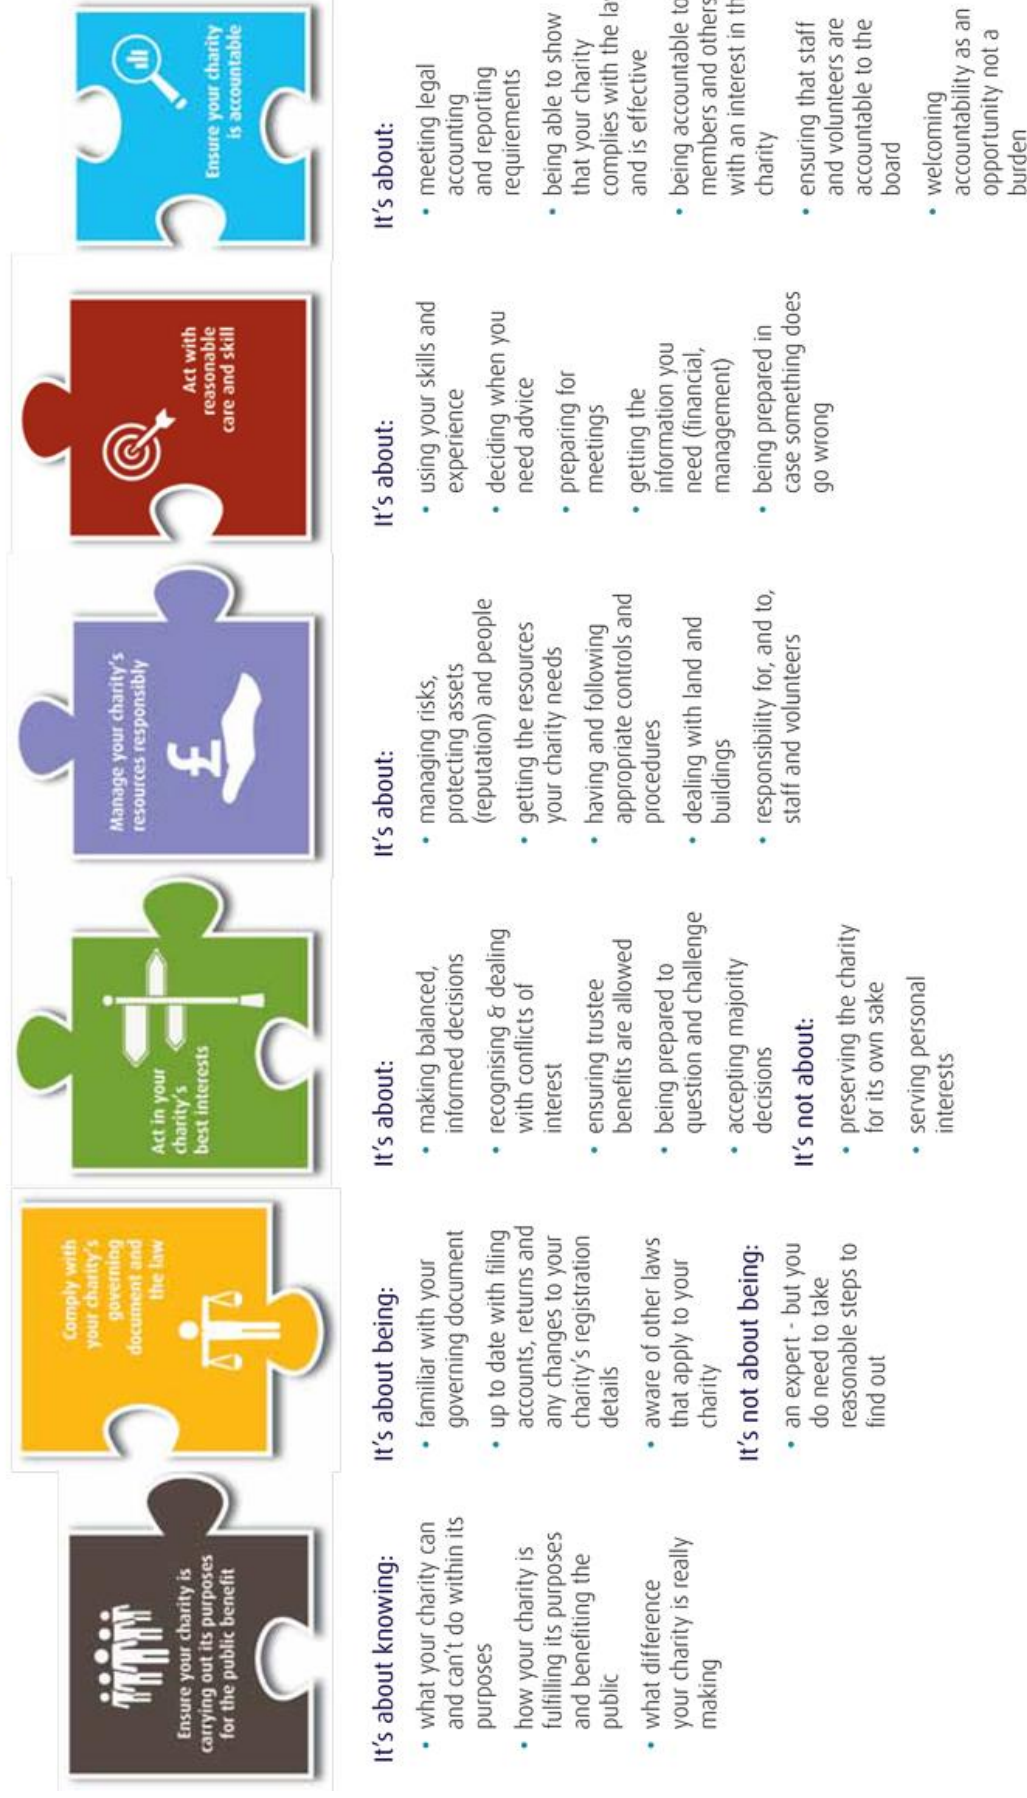 Ensure your charity is
carrying out its purposes
for the public benefit
It's about knowing:
• what your charity can
and can't do within its
purposes
• how your charity is
fulfilling its purposes
and benefiting the
public
• what difference
your charity is really
making
Comply with
your charity's
governing
document and
the law
It's about being:
• familiar with your
governing document
• up to date with filing
accounts, returns and
any changes to your
charity's registration
details
• aware of other laws
that apply to your
charity
It's not about being:
• an expert - but you
do need to take
reasonable steps to
find out
Act in your
charity's
best interests
It's about:
• making balanced,
informed decisions
• recognising & dealing
with conflicts of
interest
• ensuring trustee
benefits are allowed
• being prepared to
question and challenge
• accepting majority
decisions
It's not about:
• preserving the charity
for its own sake
• serving personal
interests
Manage your charity's
resources responsibly
£
It's about:
• managing risks,
protecting assets
(reputation) and people
• getting the resources
your charity needs
• having and following
appropriate controls and
procedures
• dealing with land and
buildings
• responsibility for, and to,
staff and volunteers
Act with
reasonable
care and skill
It's about:
• using your skills and
experience
• deciding when you
need advice
• preparing for
meetings
• getting the
information you
need (financial,
management)
• being prepared in
case something does
go wrong
Ensure your charity
is accountable
It's about:
• meeting legal
accounting
and reporting
requirements
• being able to show
that your charity
complies with the la
and is effective
• being accountable to
members and others
with an interest in th
charity
• ensuring that staff
and volunteers are
accountable to the
board
• welcoming
accountability as an
opportunity not a
burden